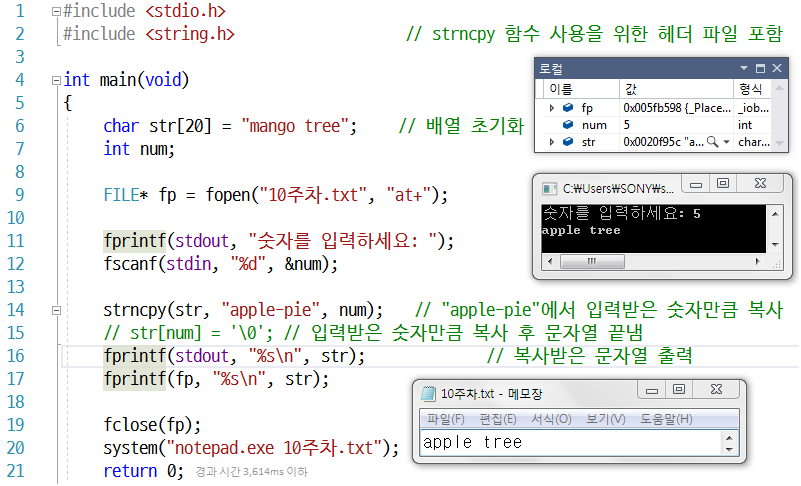 1 #include <stdio.h>
2 #include <string.h> // strncpy 함수 사용을 위한 헤더 파일 포함
3
4 int main(void)
5 {
6 char str[20] = "mango tree"; // 배열 초기화
7 int num;
8
9 FILE* fp = fopen("10주차.txt", "at+");
10
11 fprintf(stdout, "숫자를 입력하세요: ");
12 fscanf(stdin, "%d", &num);
13
14 strncpy(str, "apple-pie", num); // "apple-pie"에서 입력받은 숫자만큼 복사
15 // str[num] = '\0'; // 입력받은 숫자만큼 복사 후 문자열 끝냄
16 fprintf(stdout, "%s\n", str); // 복사받은 문자열 출력
17 fprintf(fp, "%s\n", str);
18
19 fclose(fp);
20 system("notepad.exe 10주차.txt");
21 return 0; 경과 시간 3,614ms 이하
로컬
이름 값 형식
fp 0x005fb598 {_Place... _iob...
num 5 int
str 0x0020f95c "a... char...
C:₩Users₩SONY₩s...
숫자를 입력하세요: 5
apple tree
10주차.txt - 메모장
파일(F) 편집(E) 서식(O) 보기(V) 도움말(H)
apple tree